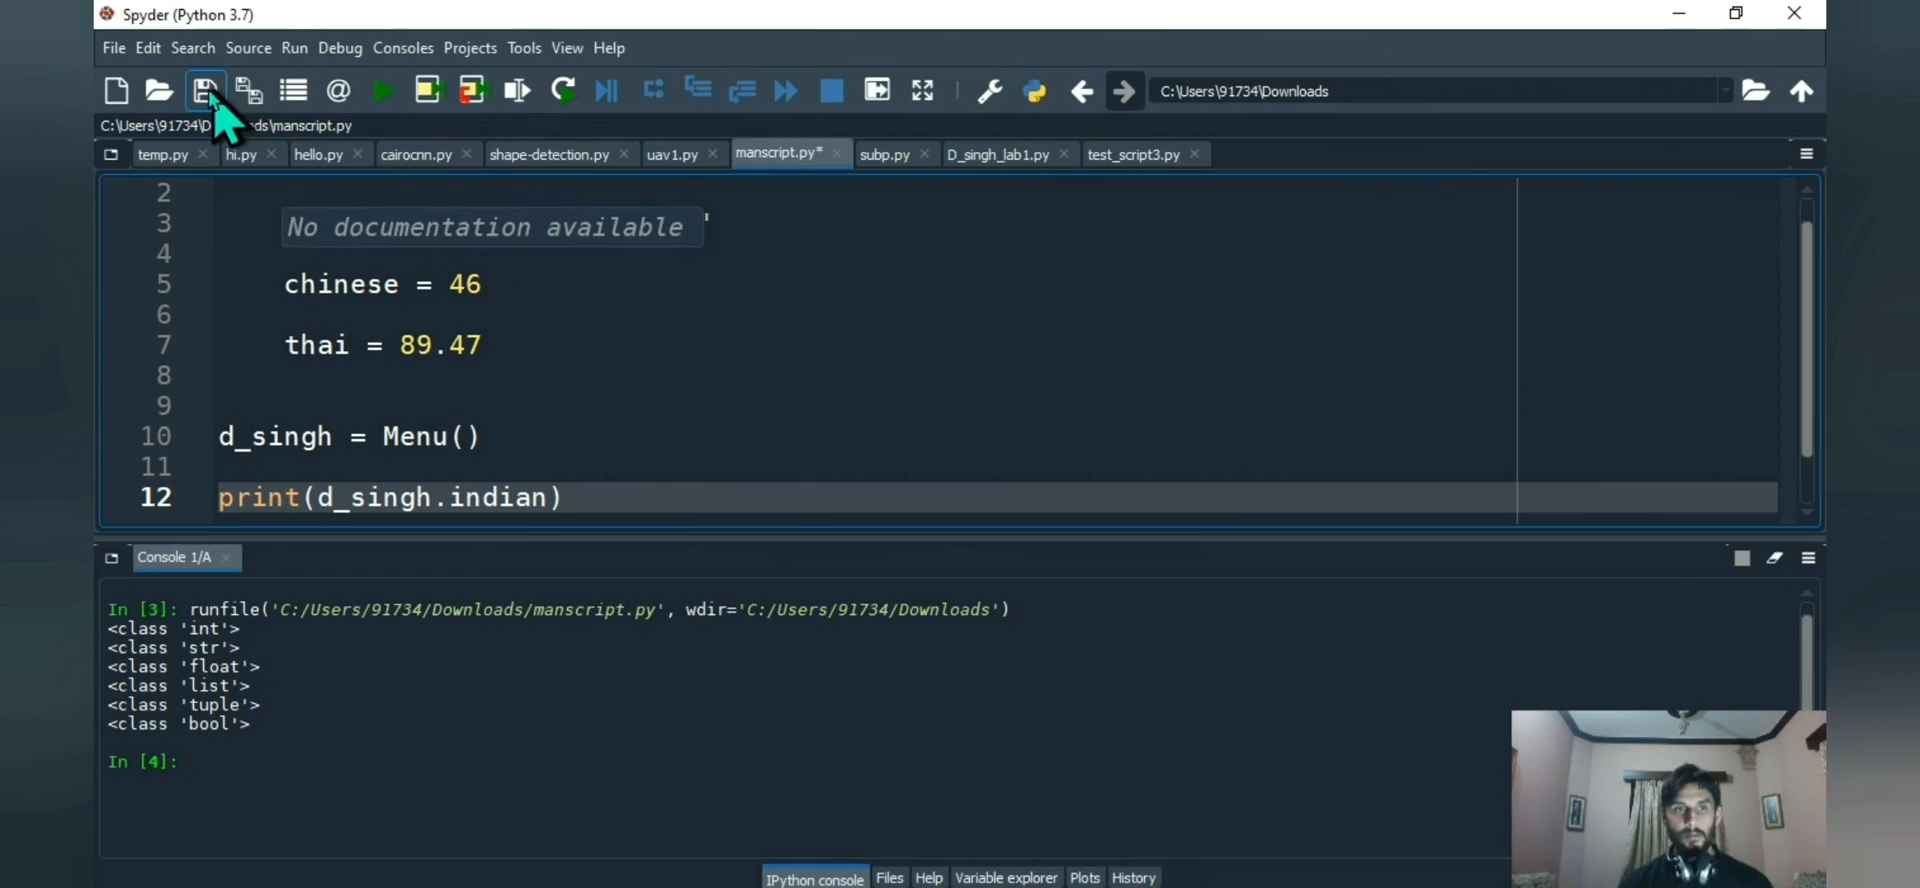 Spyder (Python 3.7)
File Edit Search Source Run Debug Consoles Projects Tools View Help
C:\Users\91734\Downloads
C:\Users\91734\D ds\manscript.py
temp.py hi.py hello.py cairocnn.py shape-detection.py uav1.py manscript.py* subp.py D_singh_lab1.py test_script3.py
2
3 No documentation available '
4
5 chinese = 46
6
7 thai = 89.47
8
9
10 d_singh = Menu()
11
12 print(d_singh.indian)
Console 1/A
In [3]: runfile('C:/Users/91734/Downloads/manscript.py', wdir='C:/Users/91734/Downloads')
<class 'int'>
<class 'str'>
<class 'float'>
<class 'list'>
<class 'tuple'>
<class 'bool'>
In [4]:
IPython console Files Help Variable explorer Plots History